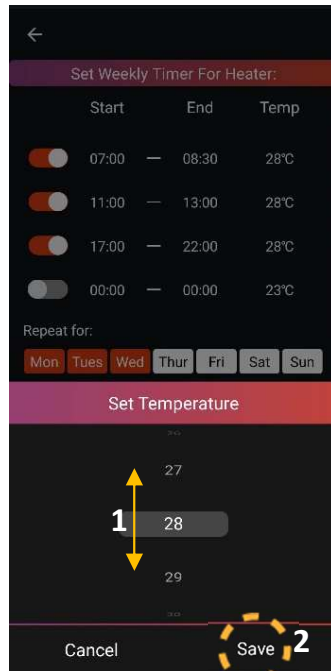 Set Weekly Timer For Heater:
Start End Temp
07:00 — 08:30 28°C
11:00 — 13:00 28°C
17:00 — 22:00 28°C
00:00 — 00:00 23°C
Repeat for:
Mon Tues Wed Thur Fri Sat Sun
Set Temperature
27
1 28
29
Cancel Save 2